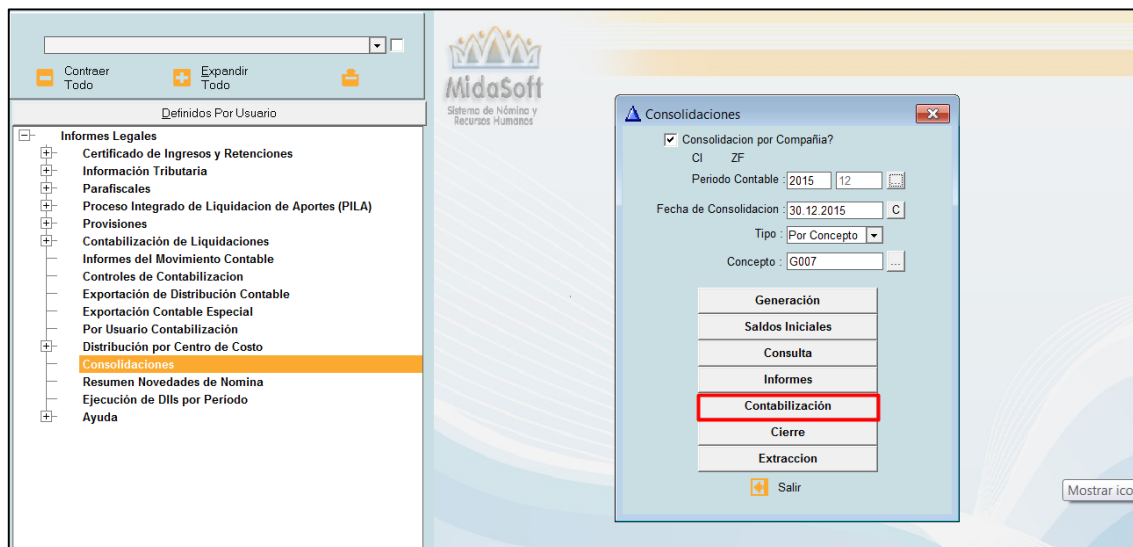 Contraer
Todo
Expandir
Todo
Definidos Por Usuario
Informes Legales
Certificado de Ingresos y Retenciones
Información Tributaria
Parafiscales
Proceso Integrado de Liquidacion de Aportes (PILA)
Provisiones
Contabilización de Liquidaciones
Informes del Movimiento Contable
Controles de Contabilizacion
Exportación de Distribución Contable
Exportación Contable Especial
Por Usuario Contabilización
Distribución por Centro de Costo
Consolidaciones
Resumen Novedades de Nomina
Ejecución de Dlls por Período
Ayuda
MidaSoft
Sistema de Nómina y
Recursos Humanos
Consolidaciones
Consolidacion por Compañia?
CI ZF
Periodo Contable : 2015 12 ...
Fecha de Consolidacion : 30.12.2015 C
Tipo : Por Concepto
Concepto : G007 ...
Generación
Saldos Iniciales
Consulta
Informes
Contabilización
Cierre
Extraccion
Salir
Mostrar ico